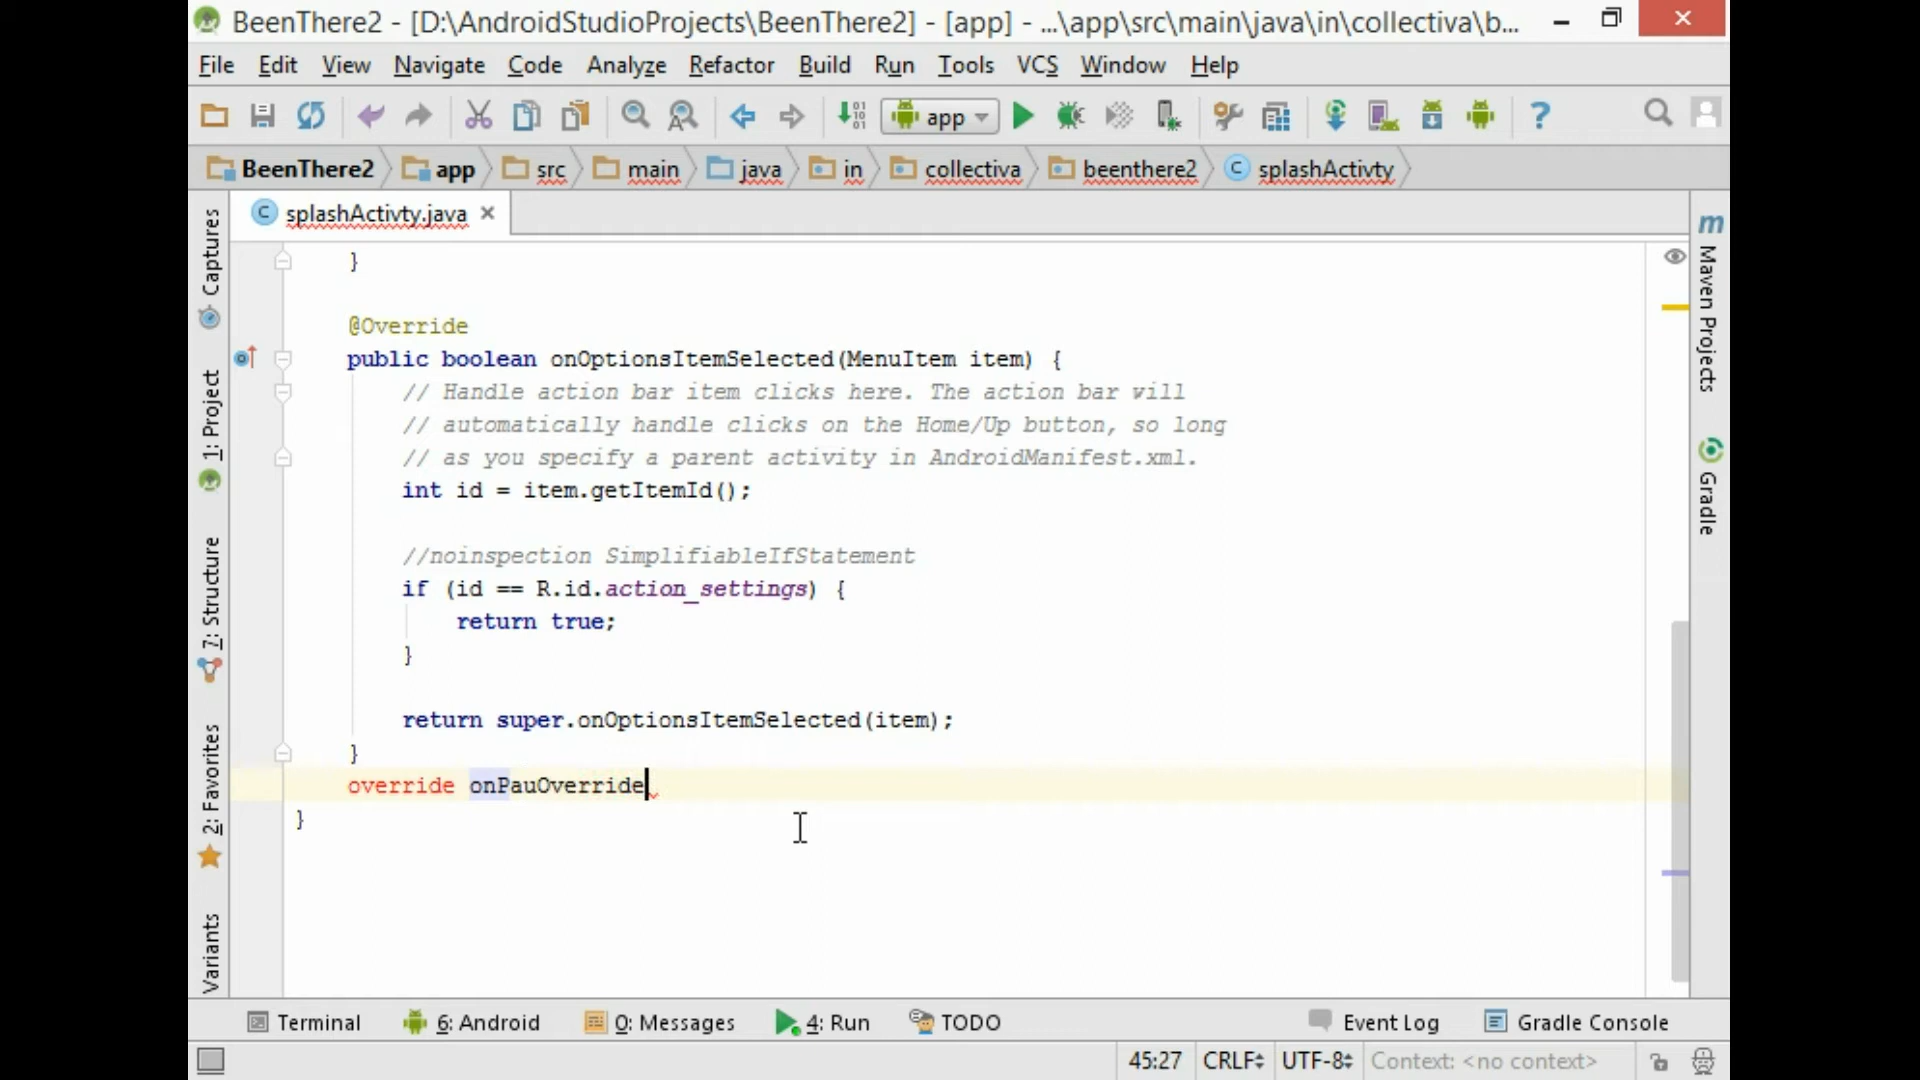 BeenThere2 - [D:\AndroidStudioProjects\BeenThere2] - [app] - ...\app\src\main\java\in\collectiva\b...
File Edit View Navigate Code Analyze Refactor Build Run Tools VCS Window Help
app
BeenThere2 app src main java in collectiva beenthere2 splashActivty
splashActivty.java
Captures
1: Project
7: Structure
2: Favorites
Variants
}
@Override
public boolean onOptionsItemSelected(MenuItem item) {
// Handle action bar item clicks here. The action bar will
// automatically handle clicks on the Home/Up button, so long
// as you specify a parent activity in AndroidManifest.xml.
int id = item.getItemId();
//noinspection SimplifiableIfStatement
if (id == R.id.action_settings) {
return true;
}
return super.onOptionsItemSelected(item);
}
override onPauOverride
}
Maven Projects
Gradle
Terminal 6: Android 0: Messages 4: Run TODO Event Log Gradle Console
45:27 CRLF UTF-8 Context: <no context>